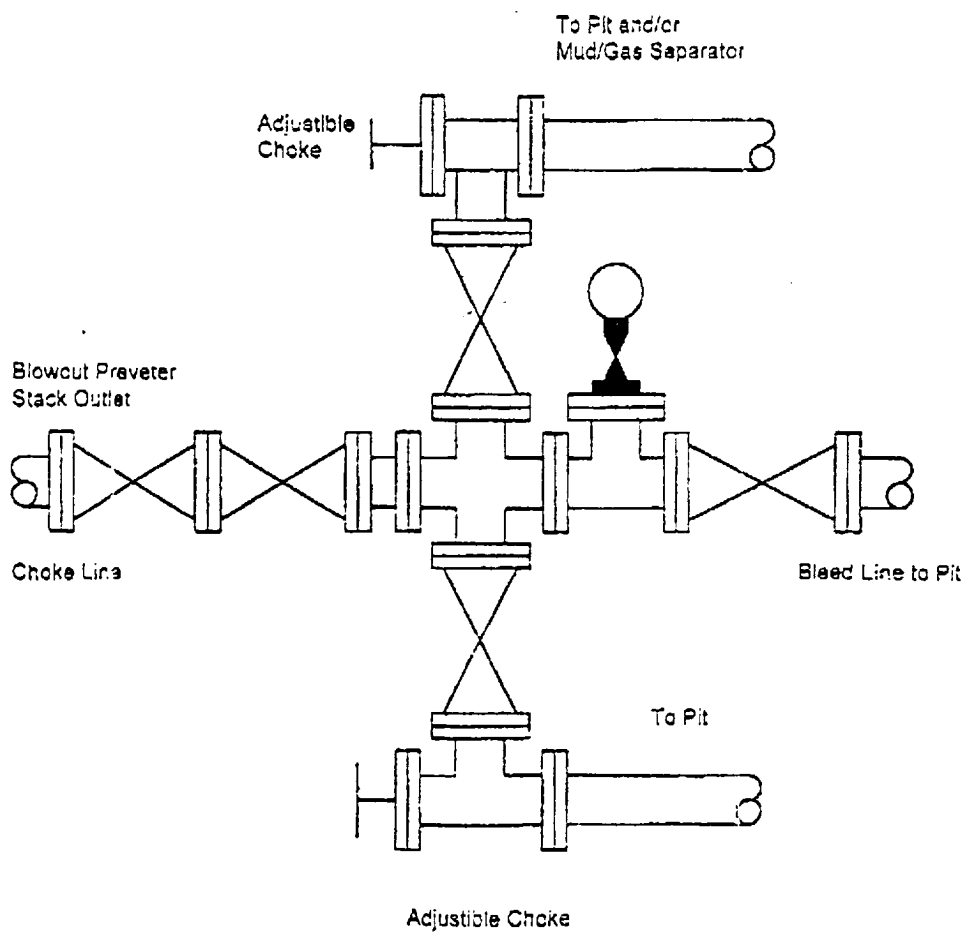 To Pit and/or
Mud/Gas Separator
Adjustible
Choke
Blowout Preveter
Stack Outlet
Choke Line
Bleed Line to Pit
To Pit
Adjustible Choke